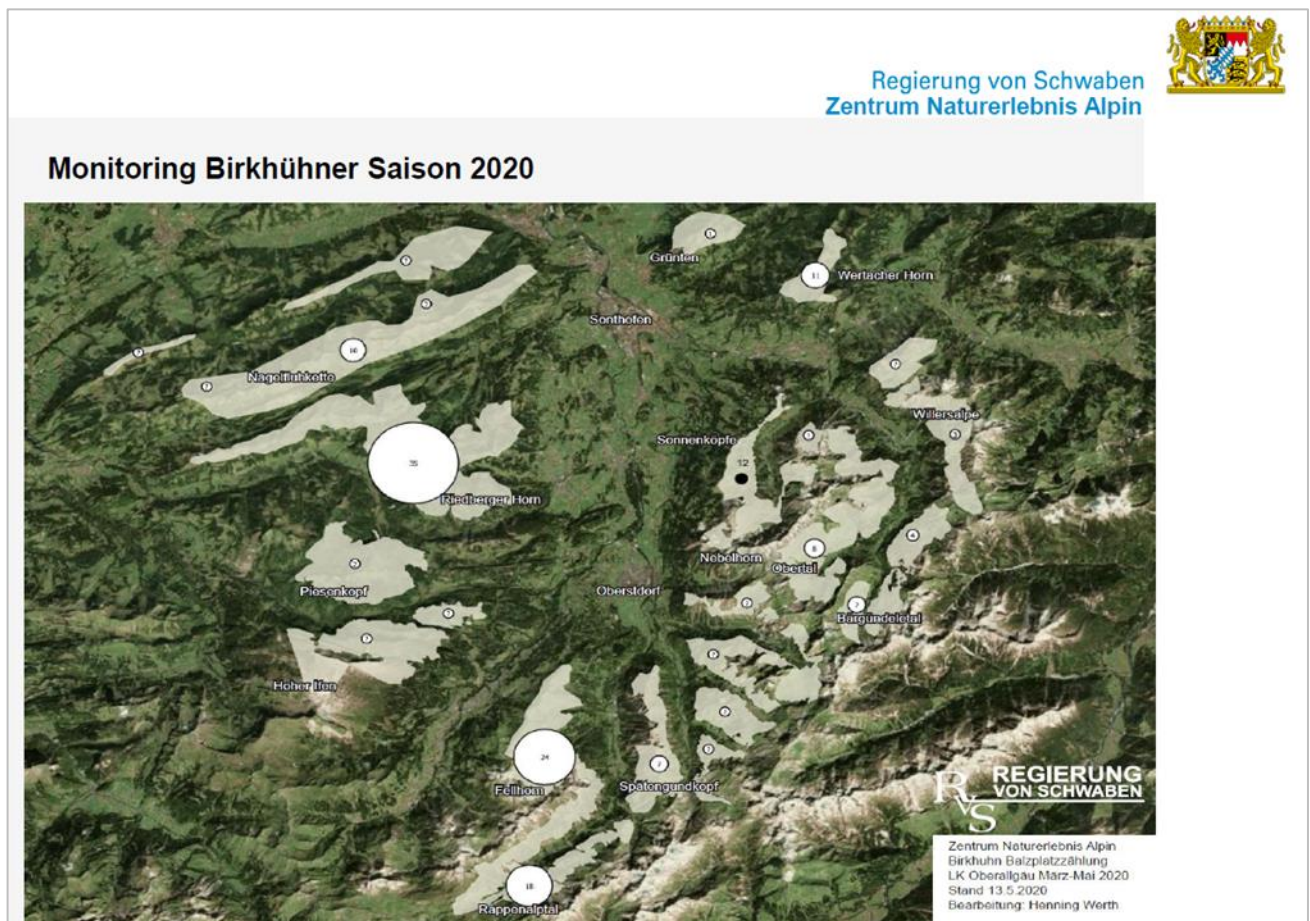 Regierung von Schwaben
Zentrum Naturerlebnis Alpin
Monitoring Birkhühner Saison 2020
Grünten
Wertacher Horn
Sonthofen
Nagelfluhkette
Willersalpe
Sonnenköpfe
12
Riedberger Horn
Nebelhorn
Obertal
Piesenkopf
Oberstdorf
Bärgündeletal
Hoher Ifen
24
Fellhorn
Spätengundkopf
18
Rappenalptal
RvS REGIERUNG
VON SCHWABEN
Zentrum Naturerlebnis Alpin
Birkhuhn Balzplatzzählung
LK Oberallgäu März-Mai 2020
Stand 13.5.2020
Bearbeitung: Henning Werth